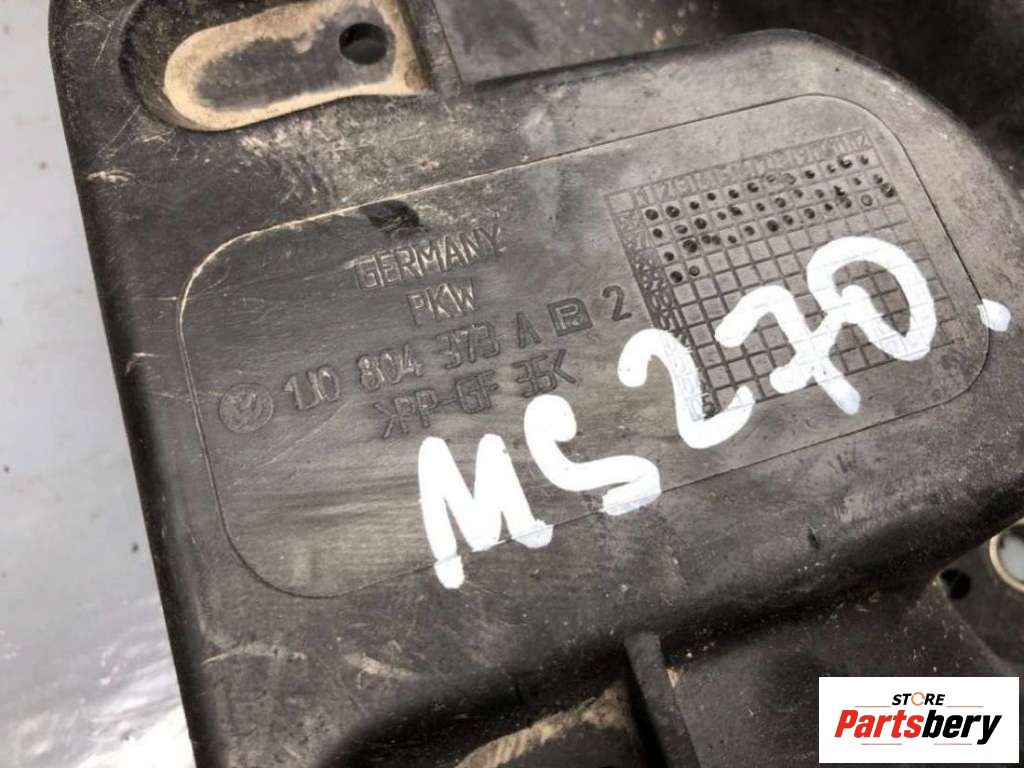 GERMANY
PKW
1J0 804 373 A B 2
>PP-GF 35<
MS 270.
STORE
Partsbery